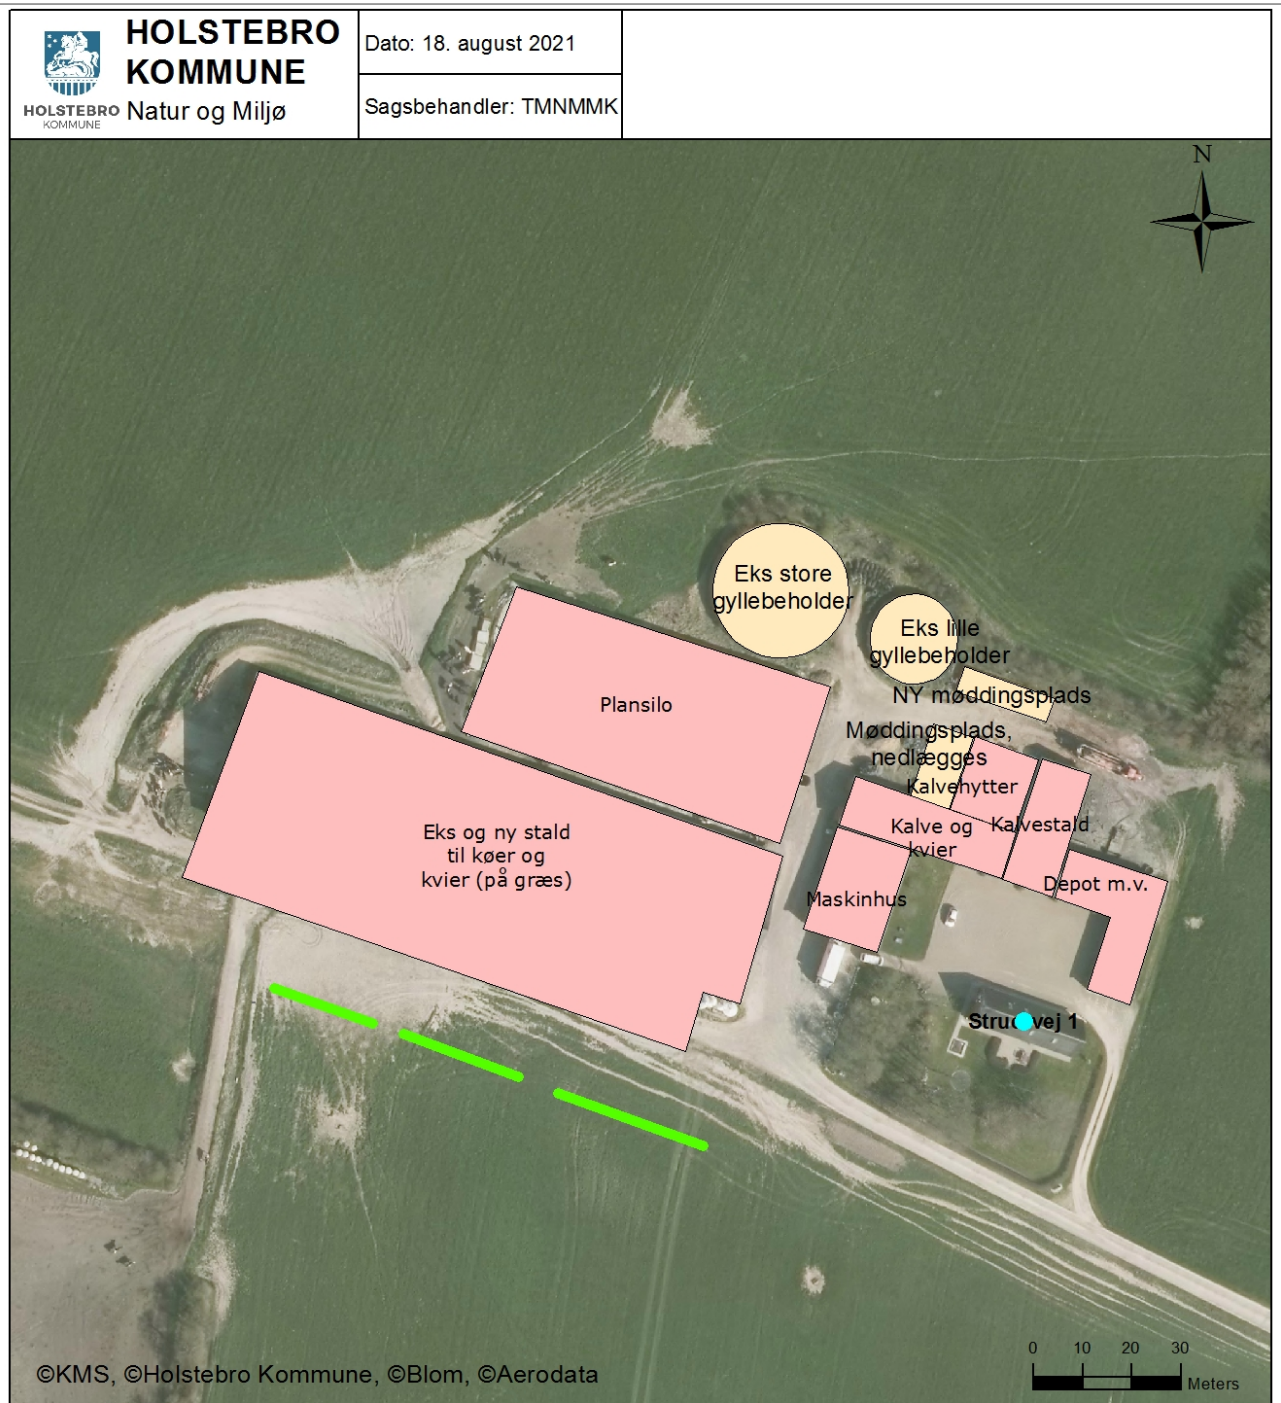 HOLSTEBRO
KOMMUNE
Natur og Miljø
HOLSTEBRO
KOMMUNE
Dato: 18. august 2021
Sagsbehandler: TMNMMK
N
Eks store
gyllebeholder
Eks lille
gyllebeholder
NY møddingsplads
Plansilo
Møddingsplads,
nedlægges
Kalvehytter
Kalve og
kvier
Kalvestald
Eks og ny stald
til køer og
kvier (på græs)
Depot m.v.
Maskinhus
vej 1
0 10 20 30
Meters
©KMS, ©Holstebro Kommune, ©Blom, ©Aerodata